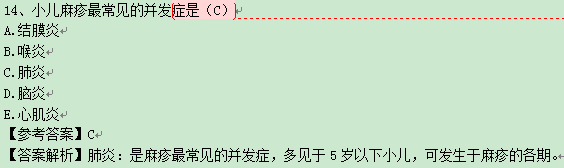 14、小儿麻疹最常见的并发症是（C）
A.结膜炎
B.喉炎
C.肺炎
D.脑炎
E.心肌炎
【参考答案】C
【答案解析】肺炎：是麻疹最常见的并发症，多见于5岁以下小儿，可发生于麻疹的各期。